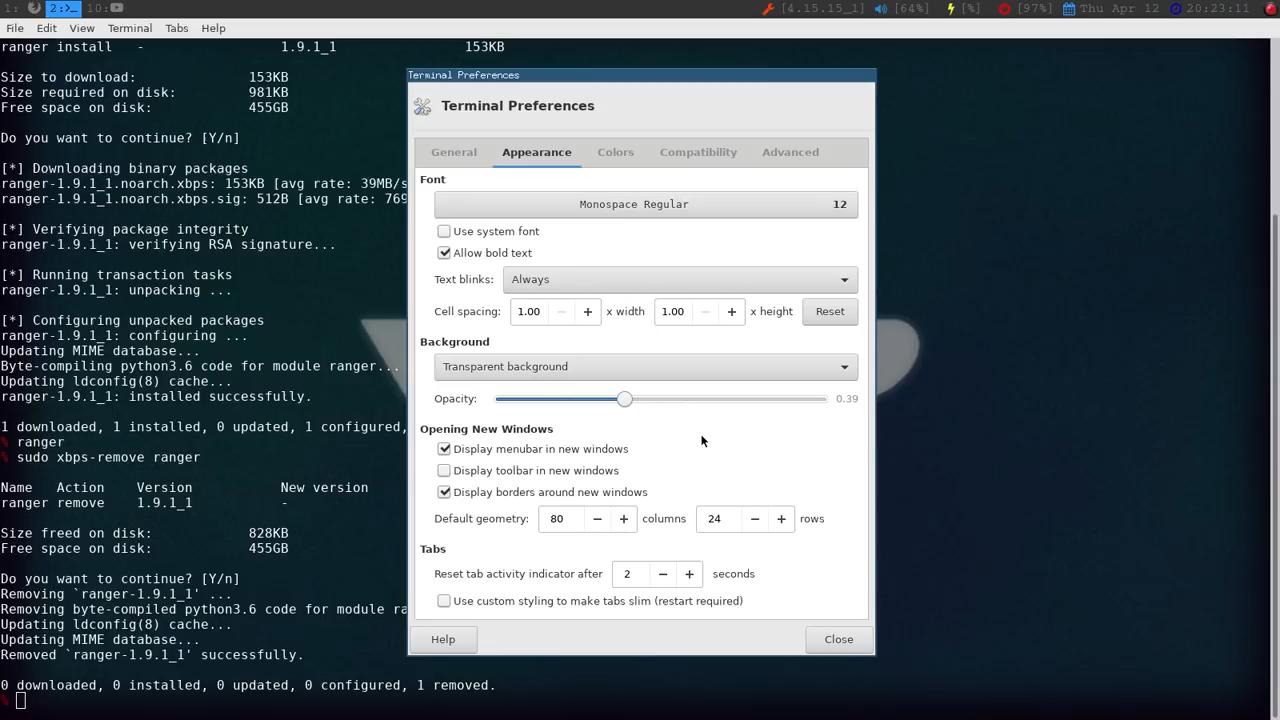 1: 2:>_ 10: [4.15.15_1] [64%] [%] [97%] Thu Apr 12 20:23:11
File Edit View Terminal Tabs Help
ranger install - 1.9.1_1 153KB
Size to download: 153KB
Size required on disk: 981KB
Free space on disk: 455GB
Do you want to continue? [Y/n]
[*] Downloading binary packages
ranger-1.9.1_1.noarch.xbps: 153KB [avg rate: 39MB/s
ranger-1.9.1_1.noarch.xbps.sig: 512B [avg rate: 769
[*] Verifying package integrity
ranger-1.9.1_1: verifying RSA signature...
[*] Running transaction tasks
ranger-1.9.1_1: unpacking ...
[*] Configuring unpacked packages
ranger-1.9.1_1: configuring ...
Updating MIME database...
Byte-compiling python3.6 code for module ranger...
Updating ldconfig(8) cache...
ranger-1.9.1_1: installed successfully.
1 downloaded, 1 installed, 0 updated, 1 configured,
% ranger
% sudo xbps-remove ranger
Name Action Version New version
ranger remove 1.9.1_1 -
Size freed on disk: 828KB
Free space on disk: 455GB
Do you want to continue? [Y/n]
Removing `ranger-1.9.1_1' ...
Removing byte-compiled python3.6 code for module ra
Updating ldconfig(8) cache...
Updating MIME database...
Removed `ranger-1.9.1_1' successfully.
0 downloaded, 0 installed, 0 updated, 0 configured, 1 removed.
%
Terminal Preferences
Terminal Preferences
General Appearance Colors Compatibility Advanced
Font
Monospace Regular 12
Use system font
Allow bold text
Text blinks: Always
Cell spacing: 1.00 − + x width 1.00 − + x height Reset
Background
Transparent background
Opacity: 0.39
Opening New Windows
Display menubar in new windows
Display toolbar in new windows
Display borders around new windows
Default geometry: 80 − + columns 24 − + rows
Tabs
Reset tab activity indicator after 2 − + seconds
Use custom styling to make tabs slim (restart required)
Help Close